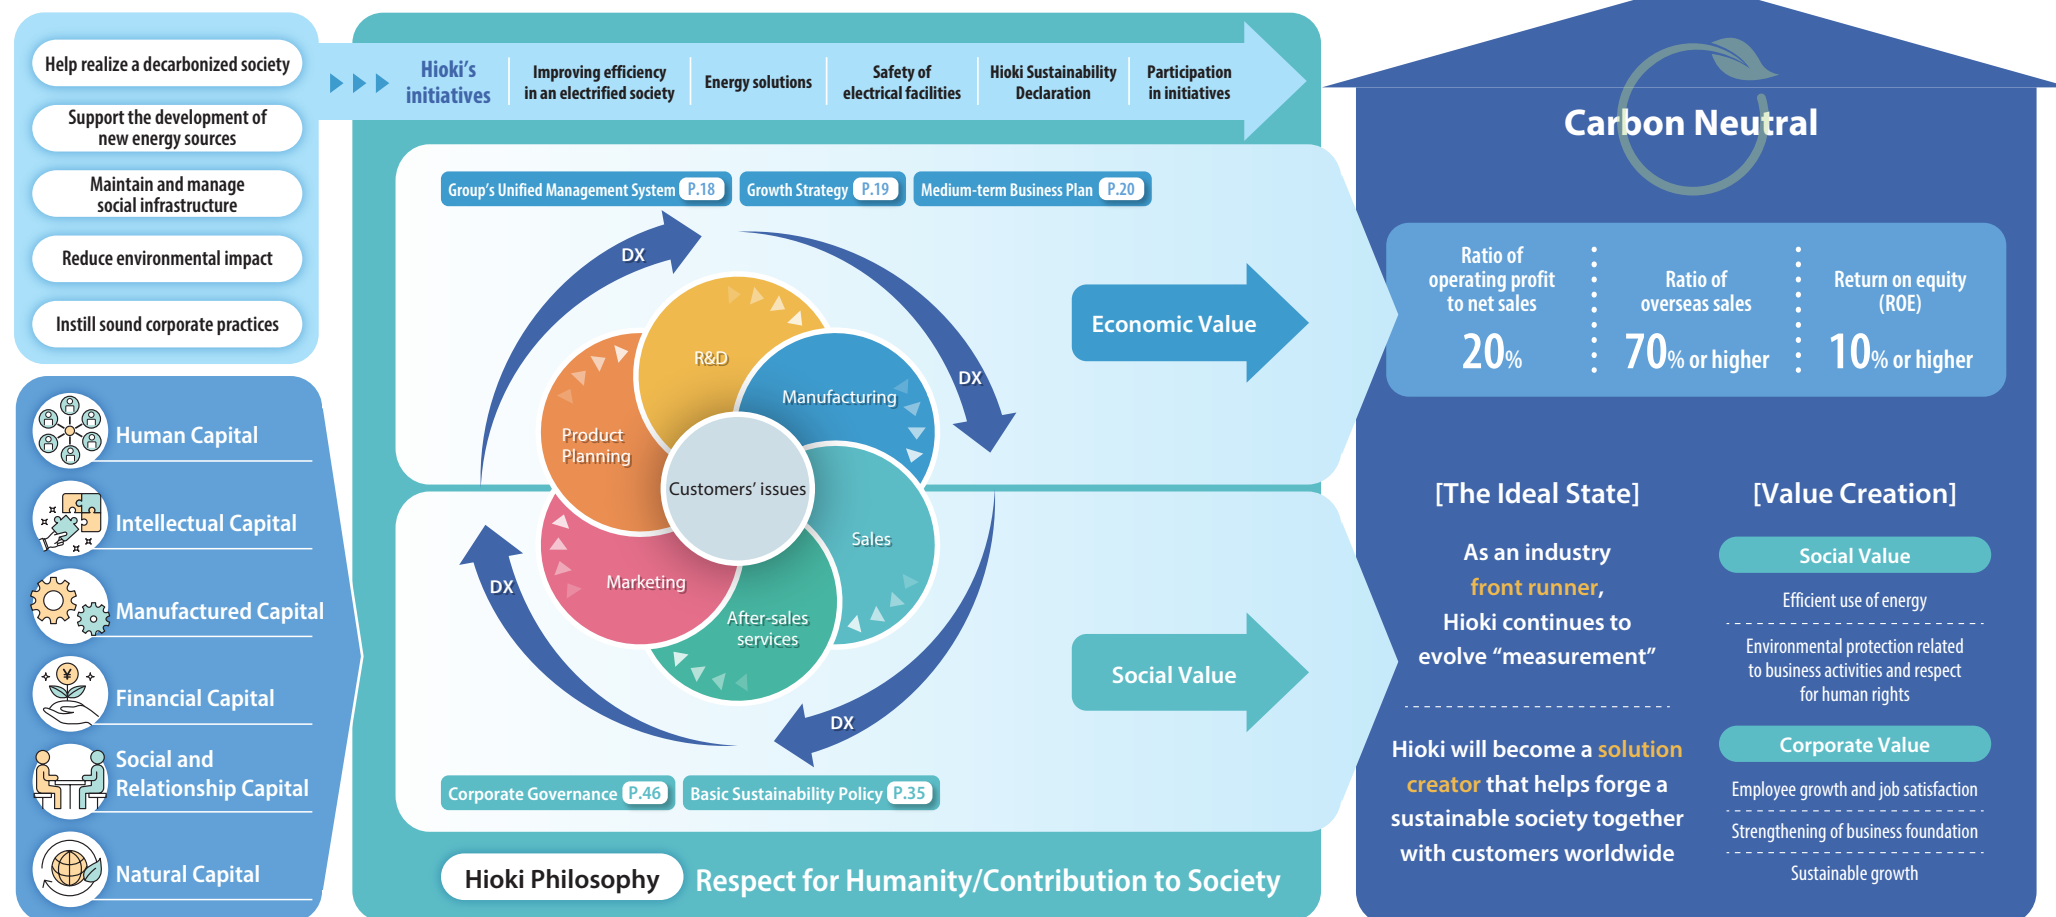 Help realize a decarbonized society
Support the development of
new energy sources
Maintain and manage
social infrastructure
Reduce environmental impact
Instill sound corporate practices
Human Capital
Intellectual Capital
Manufactured Capital
¥
Financial Capital
Social and
Relationship Capital
Natural Capital
Hioki’s
initiatives
Improving efficiency
in an electrified society
Energy solutions
Safety of
electrical facilities
Hioki Sustainability
Declaration
Participation
in initiatives
Group’s Unified Management System P.18
Growth Strategy P.19
Medium-term Business Plan P.20
DX
DX
R&D
Manufacturing
Product
Planning
Customers’ issues
Sales
Marketing
After-sales
services
DX
DX
Economic Value
Social Value
Corporate Governance P.46
Basic Sustainability Policy P.35
Hioki Philosophy
Respect for Humanity/Contribution to Society
Carbon Neutral
Ratio of
operating profit
to net sales
20%
Ratio of
overseas sales
70% or higher
Return on equity
(ROE)
10% or higher
[The Ideal State]
As an industry
front runner,
Hioki continues to
evolve “measurement”
Hioki will become a solution
creator that helps forge a
sustainable society together
with customers worldwide
[Value Creation]
Social Value
Efficient use of energy
Environmental protection related
to business activities and respect
for human rights
Corporate Value
Employee growth and job satisfaction
Strengthening of business foundation
Sustainable growth